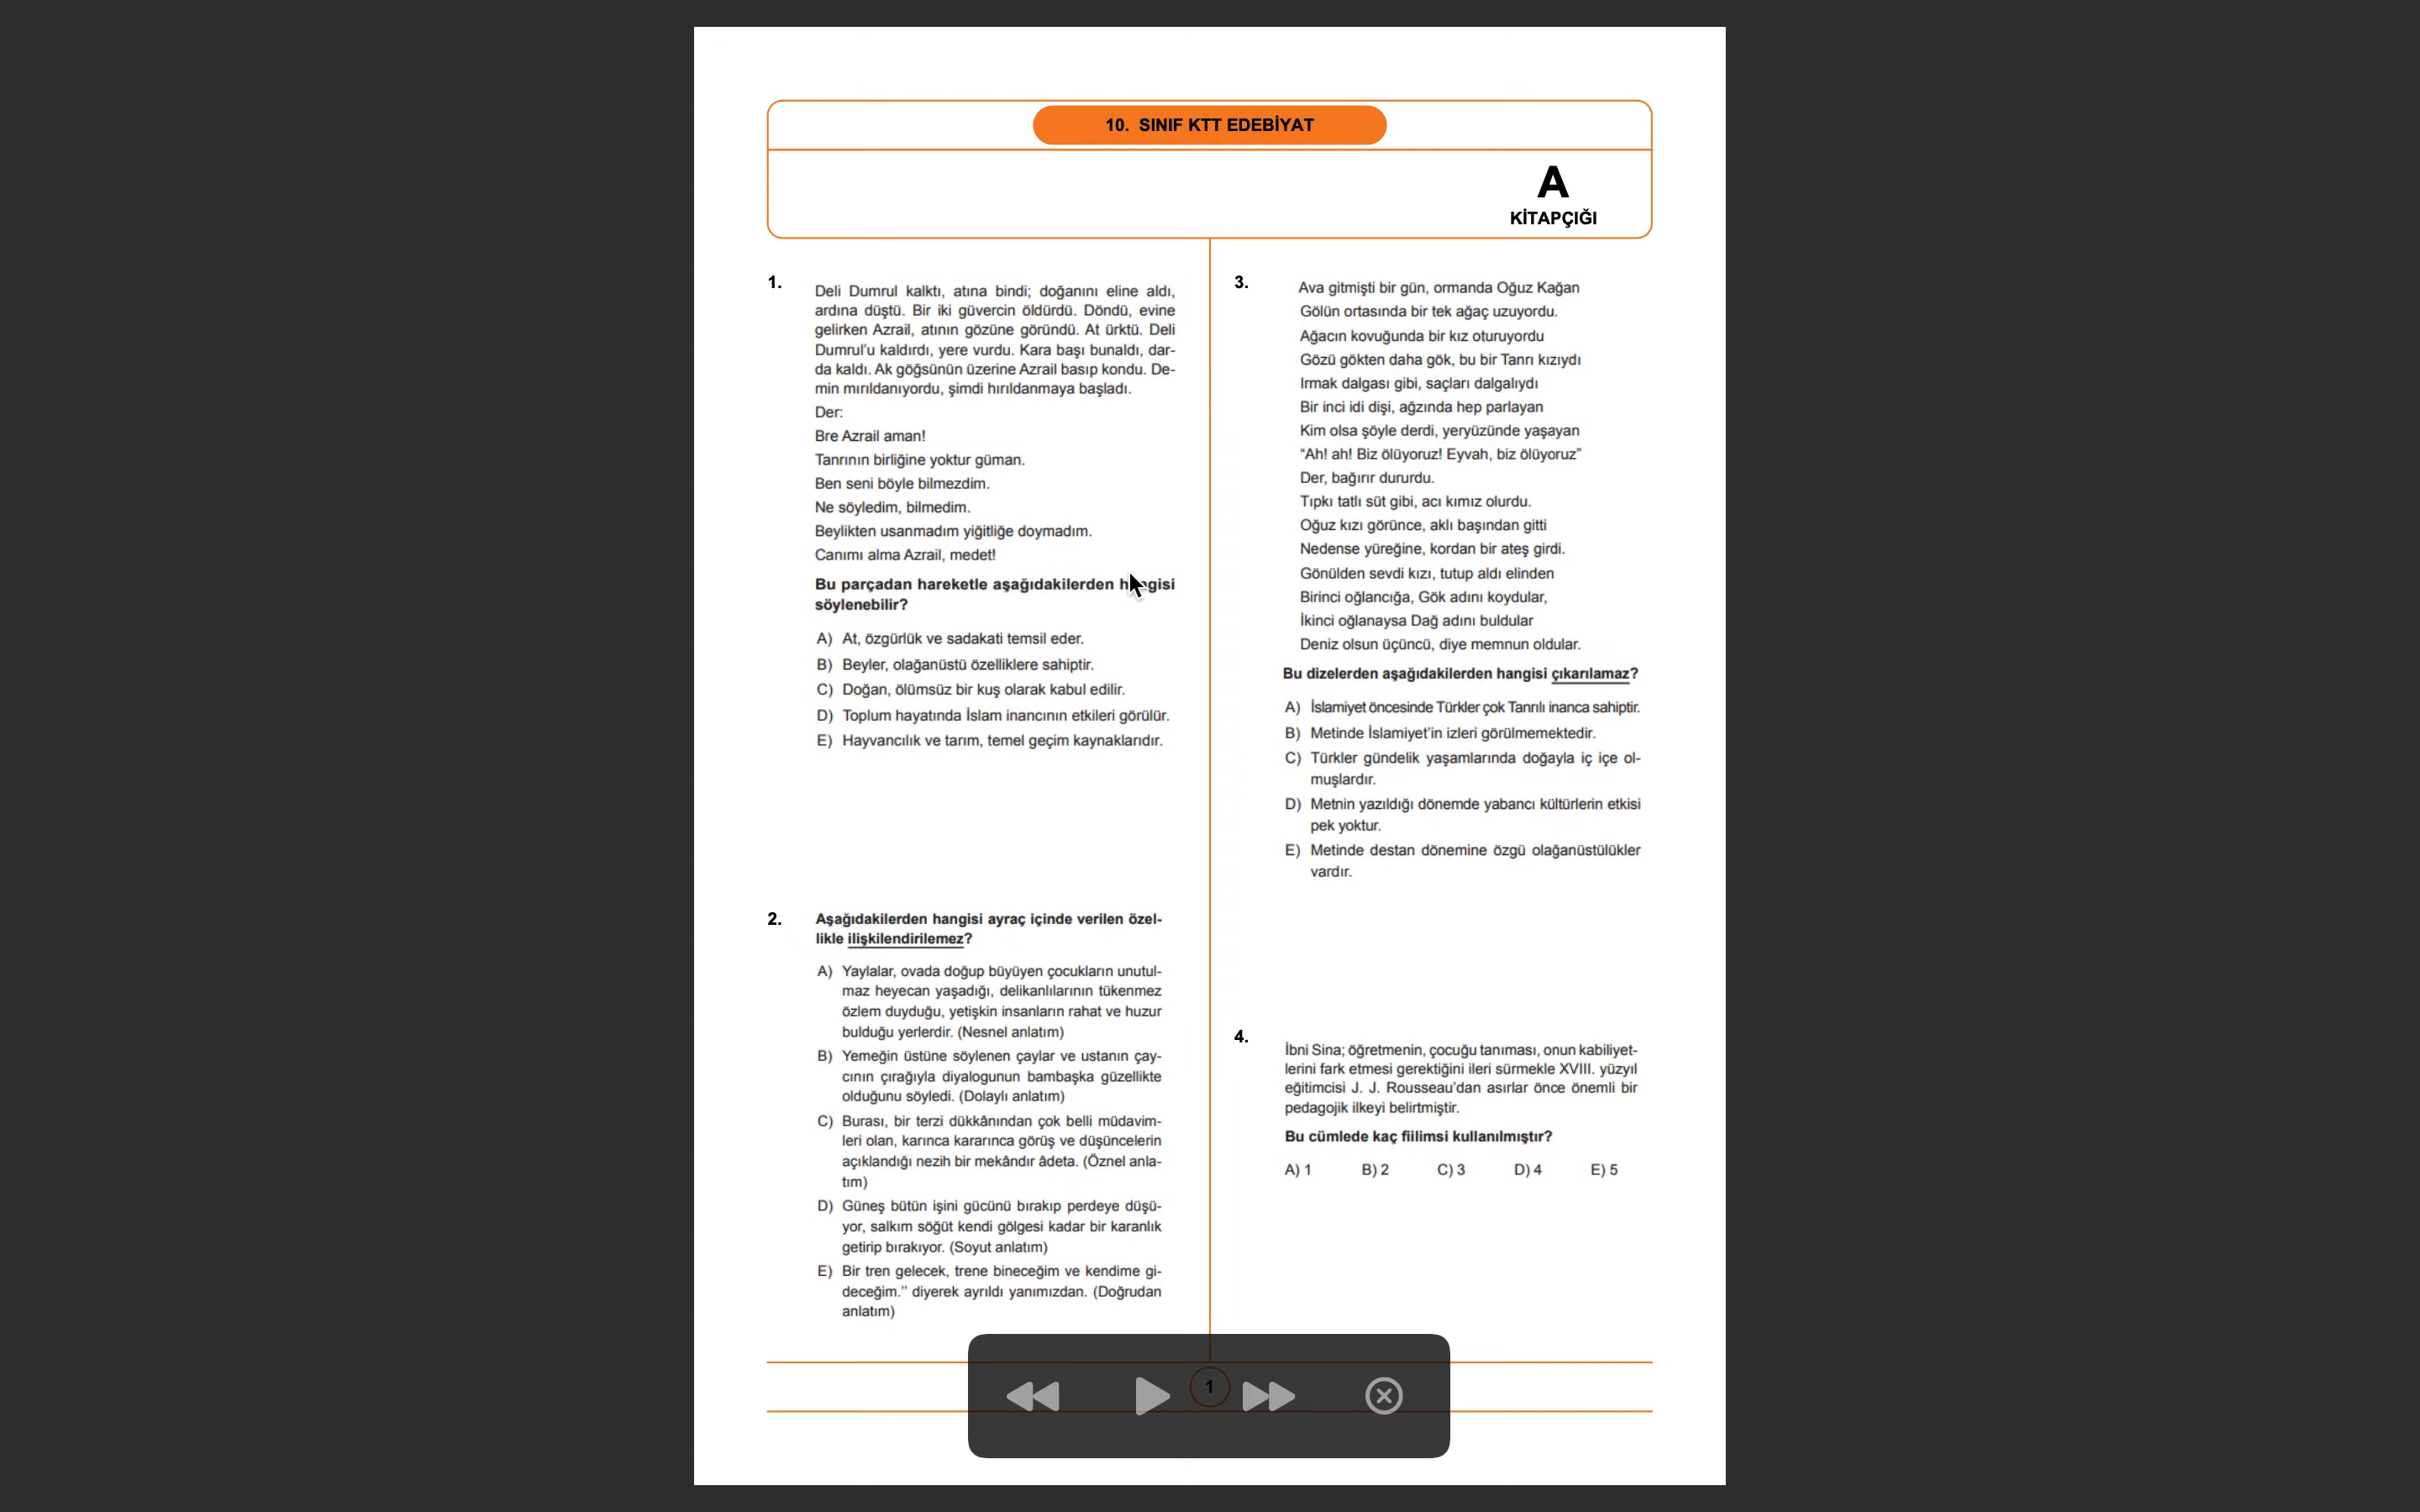 10. SINIF KTT EDEBİYAT
A
KİTAPÇIĞI
1.
Deli Dumrul kalktı, atına bindi; doğanını eline aldı,
ardına düştü. Bir iki güvercin öldürdü. Döndü, evine
gelirken Azrail, atının gözüne göründü. At ürktü. Deli
Dumrul'u kaldırdı, yere vurdu. Kara başı bunaldı, dar-
da kaldı. Ak göğsünün üzerine Azrail basıp kondu. De-
min mırıldanıyordu, şimdi hırıldanmaya başladı.
Der:
Bre Azrail aman!
Tanrının birliğine yoktur güman.
Ben seni böyle bilmezdim.
Ne söyledim, bilmedim.
Beylikten usanmadım yiğitliğe doymadım.
Canımı alma Azrail, medet!
Bu parçadan hareketle aşağıdakilerden hangisi
söylenebilir?
A) At, özgürlük ve sadakati temsil eder.
B) Beyler, olağanüstü özelliklere sahiptir.
C) Doğan, ölümsüz bir kuş olarak kabul edilir.
D) Toplum hayatında İslam inancının etkileri görülür.
E) Hayvancılık ve tarım, temel geçim kaynaklarıdır.
2.
Aşağıdakilerden hangisi ayraç içinde verilen özel-
likle ilişkilendirilemez?
A) Yaylalar, ovada doğup büyüyen çocukların unutul-
maz heyecan yaşadığı, delikanlılarının tükenmez
özlem duyduğu, yetişkin insanların rahat ve huzur
bulduğu yerlerdir. (Nesnel anlatım)
B) Yemeğin üstüne söylenen çaylar ve ustanın çay-
cının çırağıyla diyalogunun bambaşka güzellikte
olduğunu söyledi. (Dolaylı anlatım)
C) Burası, bir terzi dükkânından çok belli müdavim-
leri olan, karınca kararınca görüş ve düşüncelerin
açıklandığı nezih bir mekândır âdeta. (Öznel anla-
tım)
D) Güneş bütün işini gücünü bırakıp perdeye düşü-
yor, salkım söğüt kendi gölgesi kadar bir karanlık
getirip bırakıyor. (Soyut anlatım)
E) Bir tren gelecek, trene bineceğim ve kendime gi-
deceğim.'' diyerek ayrıldı yanımızdan. (Doğrudan
anlatım)
3.
Ava gitmişti bir gün, ormanda Oğuz Kağan
Gölün ortasında bir tek ağaç uzuyordu.
Ağacın kovuğunda bir kız oturuyordu
Gözü gökten daha gök, bu bir Tanrı kızıydı
Irmak dalgası gibi, saçları dalgalıydı
Bir inci idi dişi, ağzında hep parlayan
Kim olsa şöyle derdi, yeryüzünde yaşayan
“Ah! ah! Biz ölüyoruz! Eyvah, biz ölüyoruz”
Der, bağırır dururdu.
Tıpkı tatlı süt gibi, acı kımız olurdu.
Oğuz kızı görünce, aklı başından gitti
Nedense yüreğine, kordan bir ateş girdi.
Gönülden sevdi kızı, tutup aldı elinden
Birinci oğlancığa, Gök adını koydular,
İkinci oğlanaysa Dağ adını buldular
Deniz olsun üçüncü, diye memnun oldular.
Bu dizelerden aşağıdakilerden hangisi çıkarılamaz?
A) İslamiyet öncesinde Türkler çok Tanrılı inanca sahiptir.
B) Metinde İslamiyet'in izleri görülmemektedir.
C) Türkler gündelik yaşamlarında doğayla iç içe ol-
muşlardır.
D) Metnin yazıldığı dönemde yabancı kültürlerin etkisi
pek yoktur.
E) Metinde destan dönemine özgü olağanüstülükler
vardır.
4.
İbni Sina; öğretmenin, çocuğu tanıması, onun kabiliyet-
lerini fark etmesi gerektiğini ileri sürmekle XVIII. yüzyıl
eğitimcisi J. J. Rousseau'dan asırlar önce önemli bir
pedagojik ilkeyi belirtmiştir.
Bu cümlede kaç fiilimsi kullanılmıştır?
A) 1 B) 2 C) 3 D) 4 E) 5
1